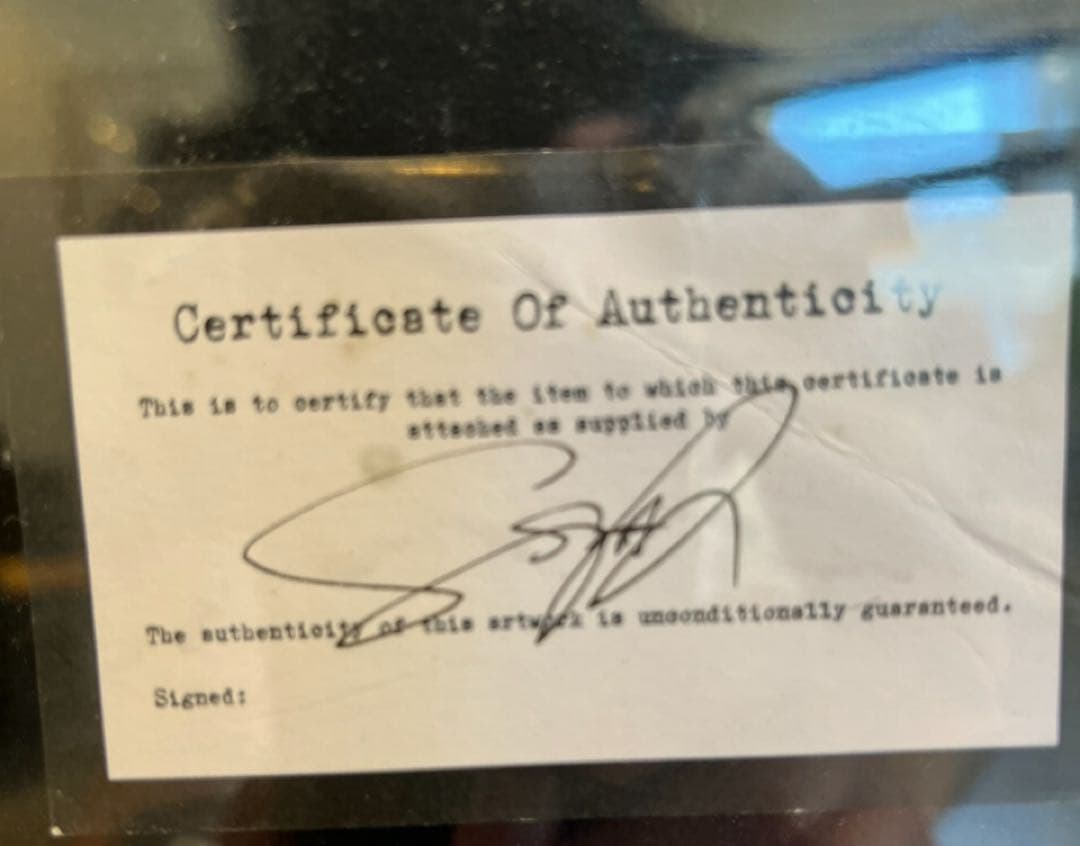 Certificate Of Authenticity
This is to certify that the item to which this certificate is
attached as supplied by
The authenticity of this artwork is unconditionally guaranteed.
Signed: